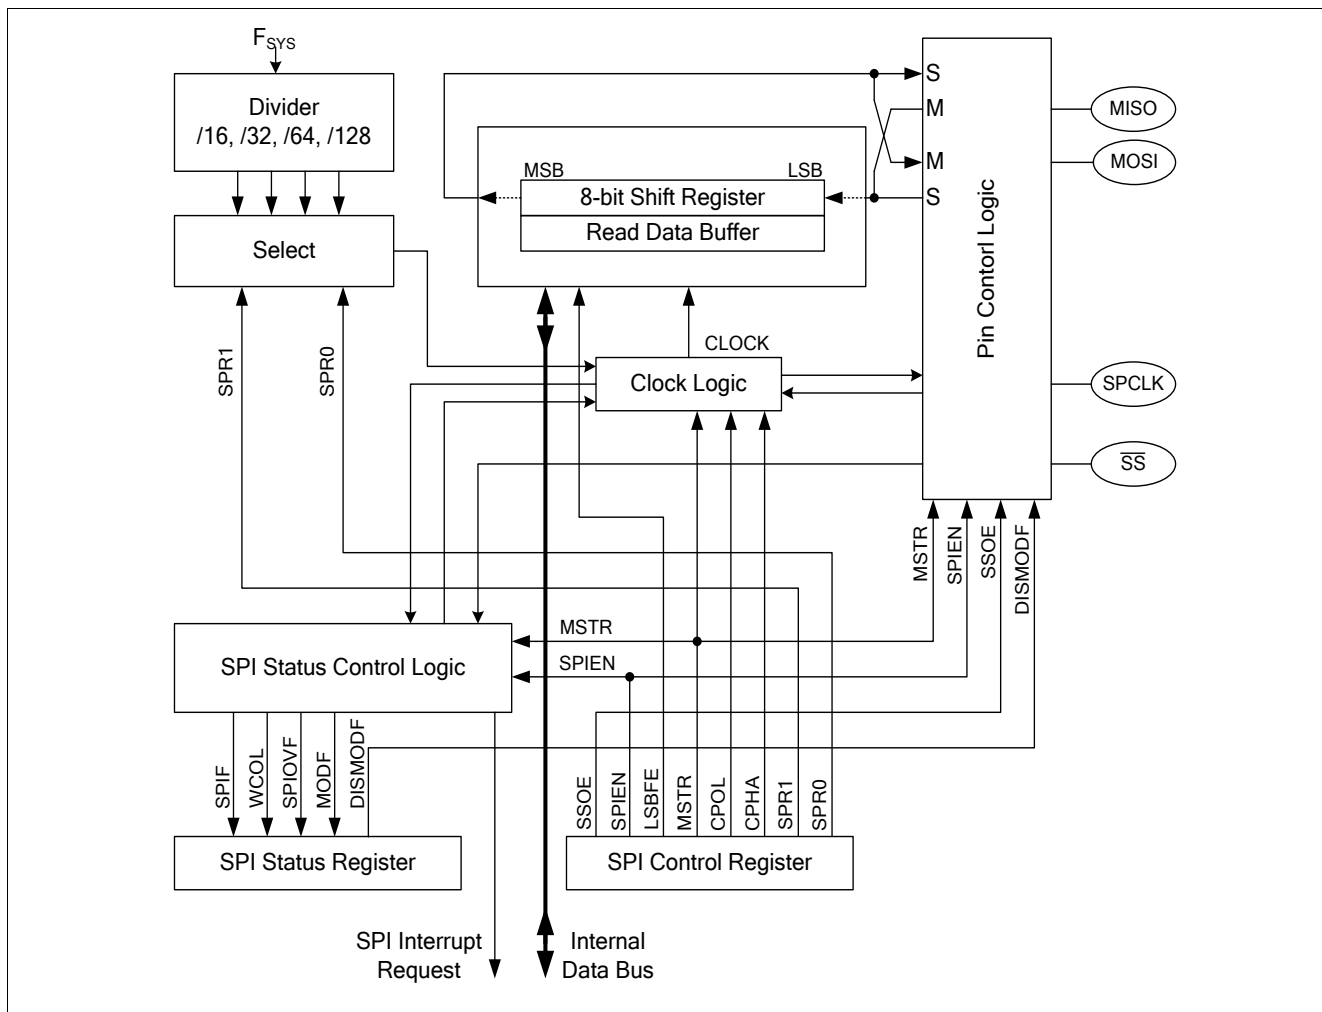 FSYS
Divider
/16, /32, /64, /128
Select
MSB
LSB
8-bit Shift Register
Read Data Buffer
S
M
M
S
Pin Contorl Logic
MISO
MOSI
SPCLK
SS
CLOCK
Clock Logic
SPR1
SPR0
MSTR
SPIEN
SSOE
DISMODF
MSTR
SPIEN
SPI Status Control Logic
SPIF
WCOL
SPIOVF
MODF
DISMODF
SSOE
SPIEN
LSBFE
MSTR
CPOL
CPHA
SPR1
SPR0
SPI Status Register
SPI Control Register
SPI Interrupt
Request
Internal
Data Bus